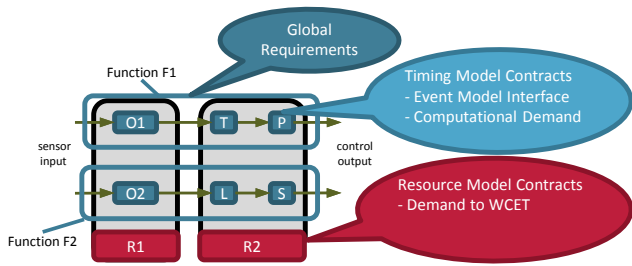 Global
Requirements
Function F1
Timing Model Contracts
- Event Model Interface
- Computational Demand
O1
T
P
sensor
input
control
output
O2
L
S
Resource Model Contracts
- Demand to WCET
Function F2
R1
R2